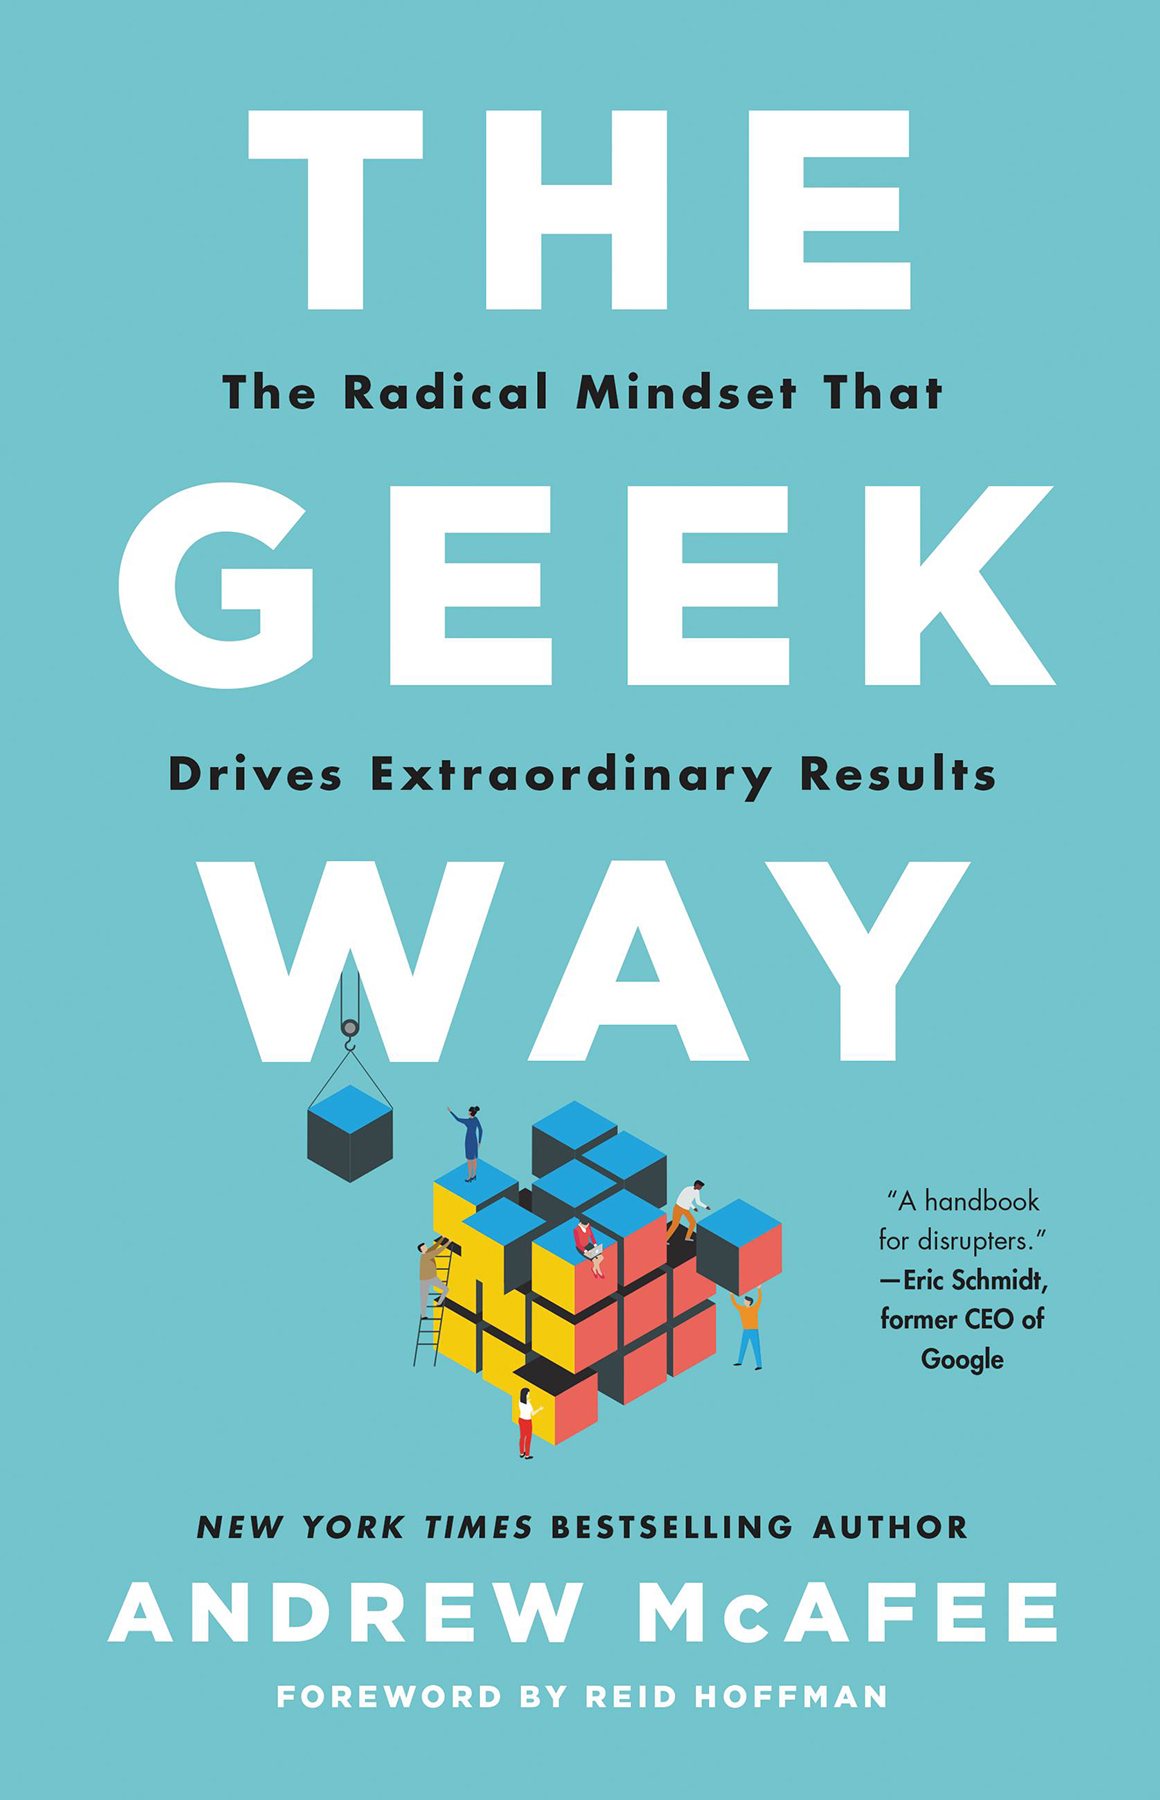 THE
The Radical Mindset That
GEEK
Drives Extraordinary Results
WAY
“A handbook
for disrupters.”
—Eric Schmidt,
former CEO of
Google
NEW YORK TIMES BESTSELLING AUTHOR
ANDREW McAFEE
FOREWORD BY REID HOFFMAN